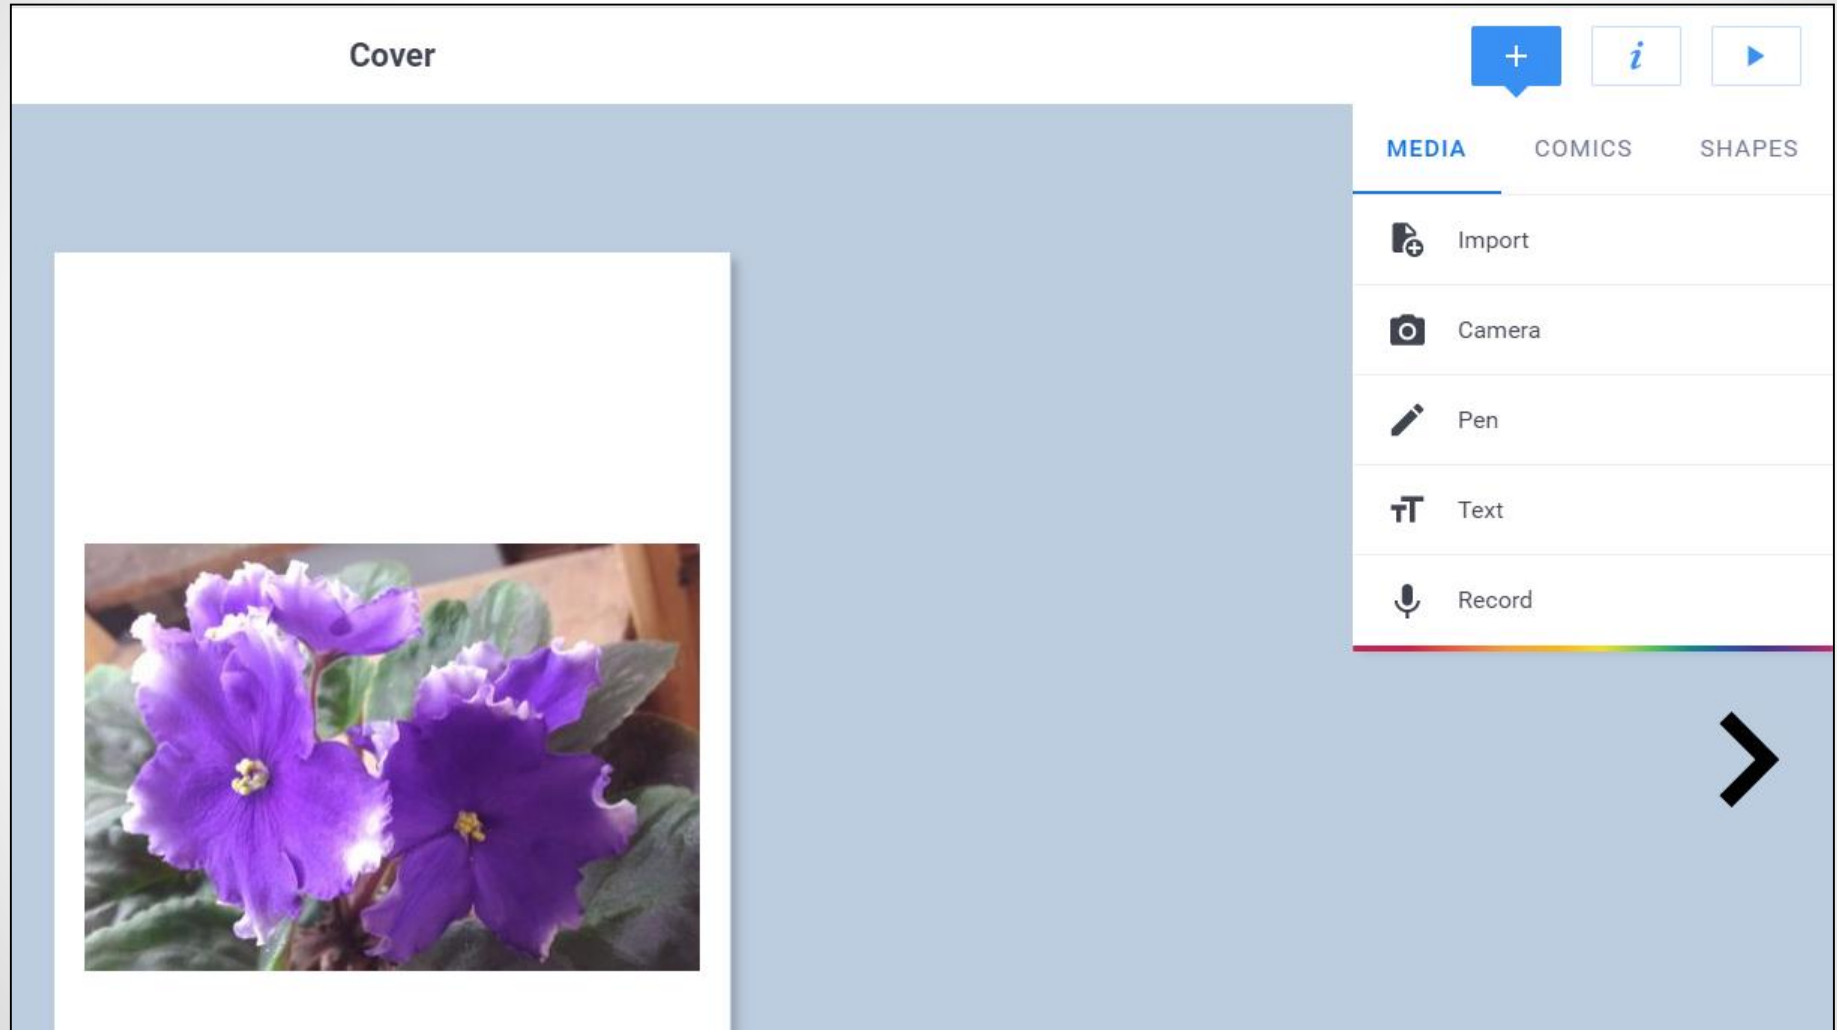 Cover
MEDIA COMICS SHAPES
Import
Camera
Pen
Text
Record